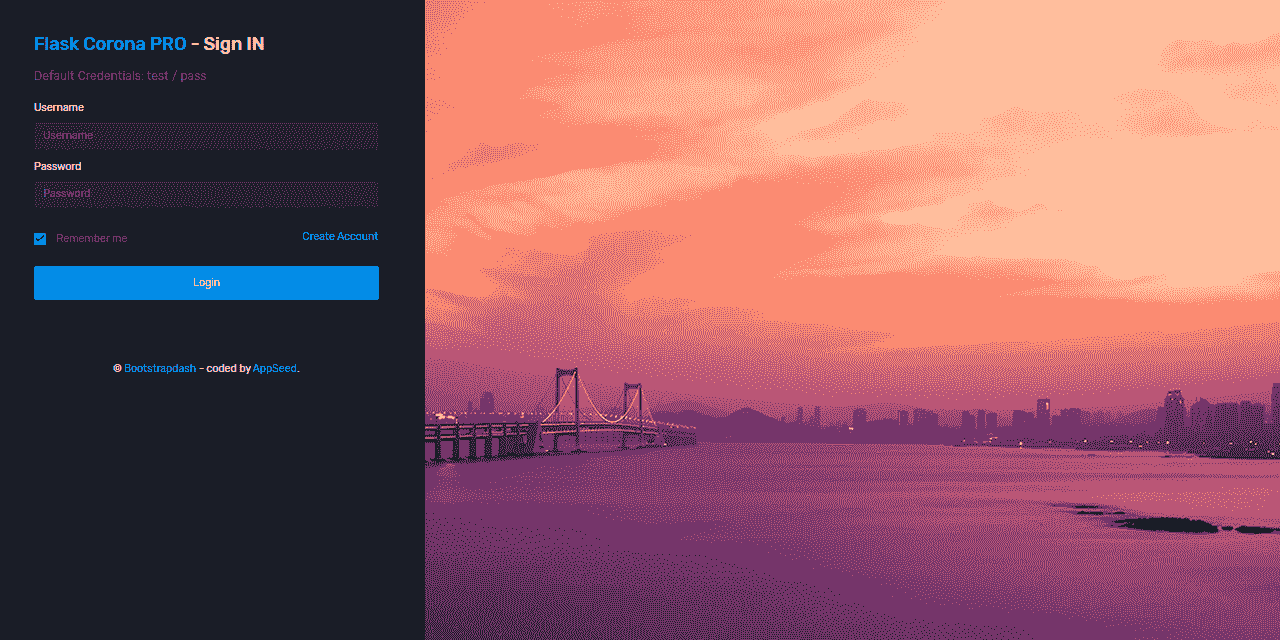 Flask Corona PRO - Sign IN
Default Credentials: test / pass
Username
Username
Password
Password
Remember me
Create Account
Login
© Bootstrapdash - coded by AppSeed.